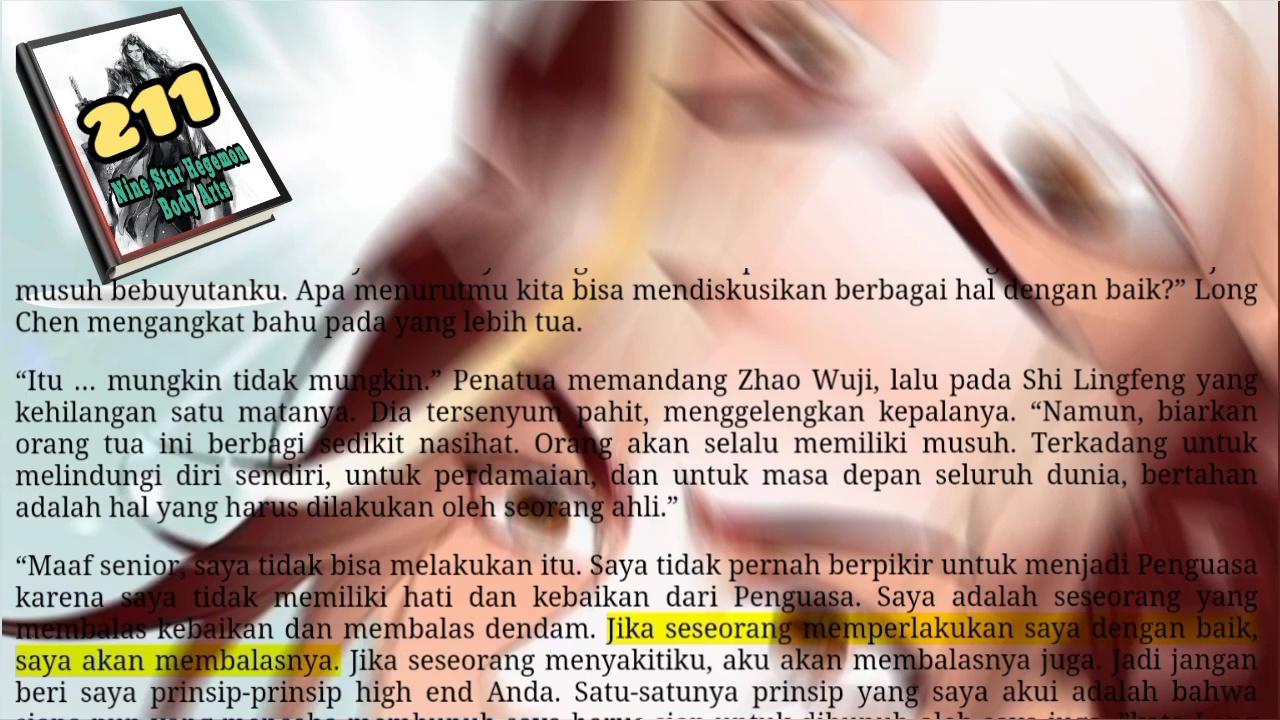 211
Nine Star Hegemon
Body Arts
musuh bebuyutanku. Apa menurutmu kita bisa mendiskusikan berbagai hal dengan baik?” Long
Chen mengangkat bahu pada yang lebih tua.
“Itu … mungkin tidak mungkin.” Penatua memandang Zhao Wuji, lalu pada Shi Lingfeng yang
kehilangan satu matanya. Dia tersenyum pahit, menggelengkan kepalanya. “Namun, biarkan
orang tua ini berbagi sedikit nasihat. Orang akan selalu memiliki musuh. Terkadang untuk
melindungi diri sendiri, untuk perdamaian, dan untuk masa depan seluruh dunia, bertahan
adalah hal yang harus dilakukan oleh seorang ahli.”
“Maaf senior, saya tidak bisa melakukan itu. Saya tidak pernah berpikir untuk menjadi Penguasa
karena saya tidak memiliki hati dan kebaikan dari Penguasa. Saya adalah seseorang yang
membalas kebaikan dan membalas dendam. Jika seseorang memperlakukan saya dengan baik,
saya akan membalasnya. Jika seseorang menyakitiku, aku akan membalasnya juga. Jadi jangan
beri saya prinsip-prinsip high end Anda. Satu-satunya prinsip yang saya akui adalah bahwa